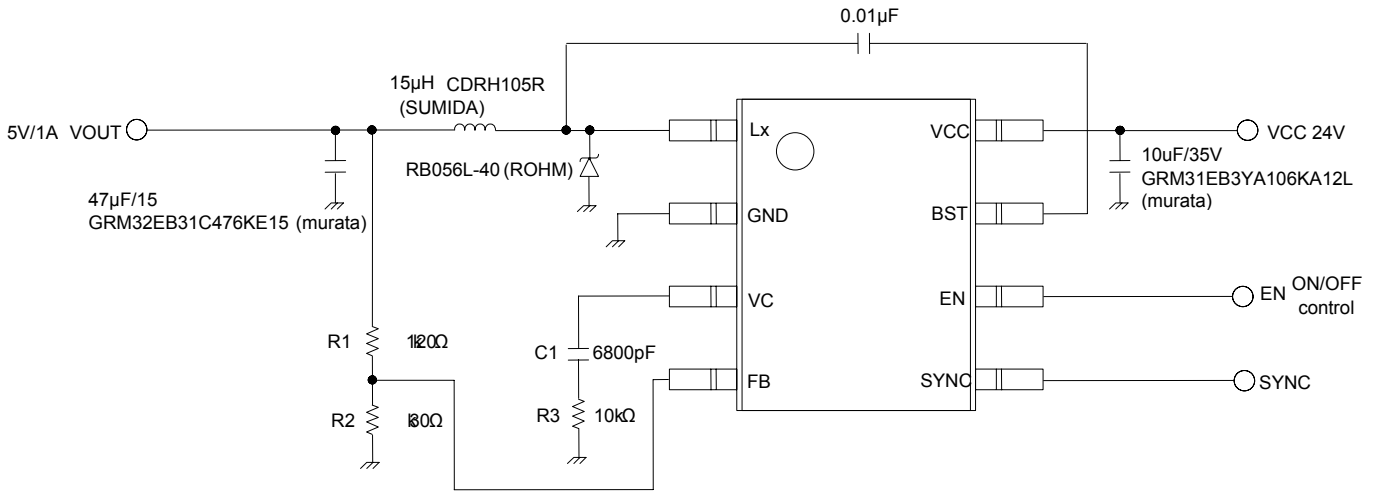 0.01µF
15µH CDRH105R
(SUMIDA)
5V/1A VOUT
Lx
VCC
VCC 24V
RB056L-40 (ROHM)
10uF/35V
GRM31EB3YA106KA12L
(murata)
47µF/15
GRM32EB31C476KE15 (murata)
GND
BST
VC
EN
EN ON/OFF
control
R1
C1 6800pF
FB
SYNC
SYNC
R2
R3 10kΩ